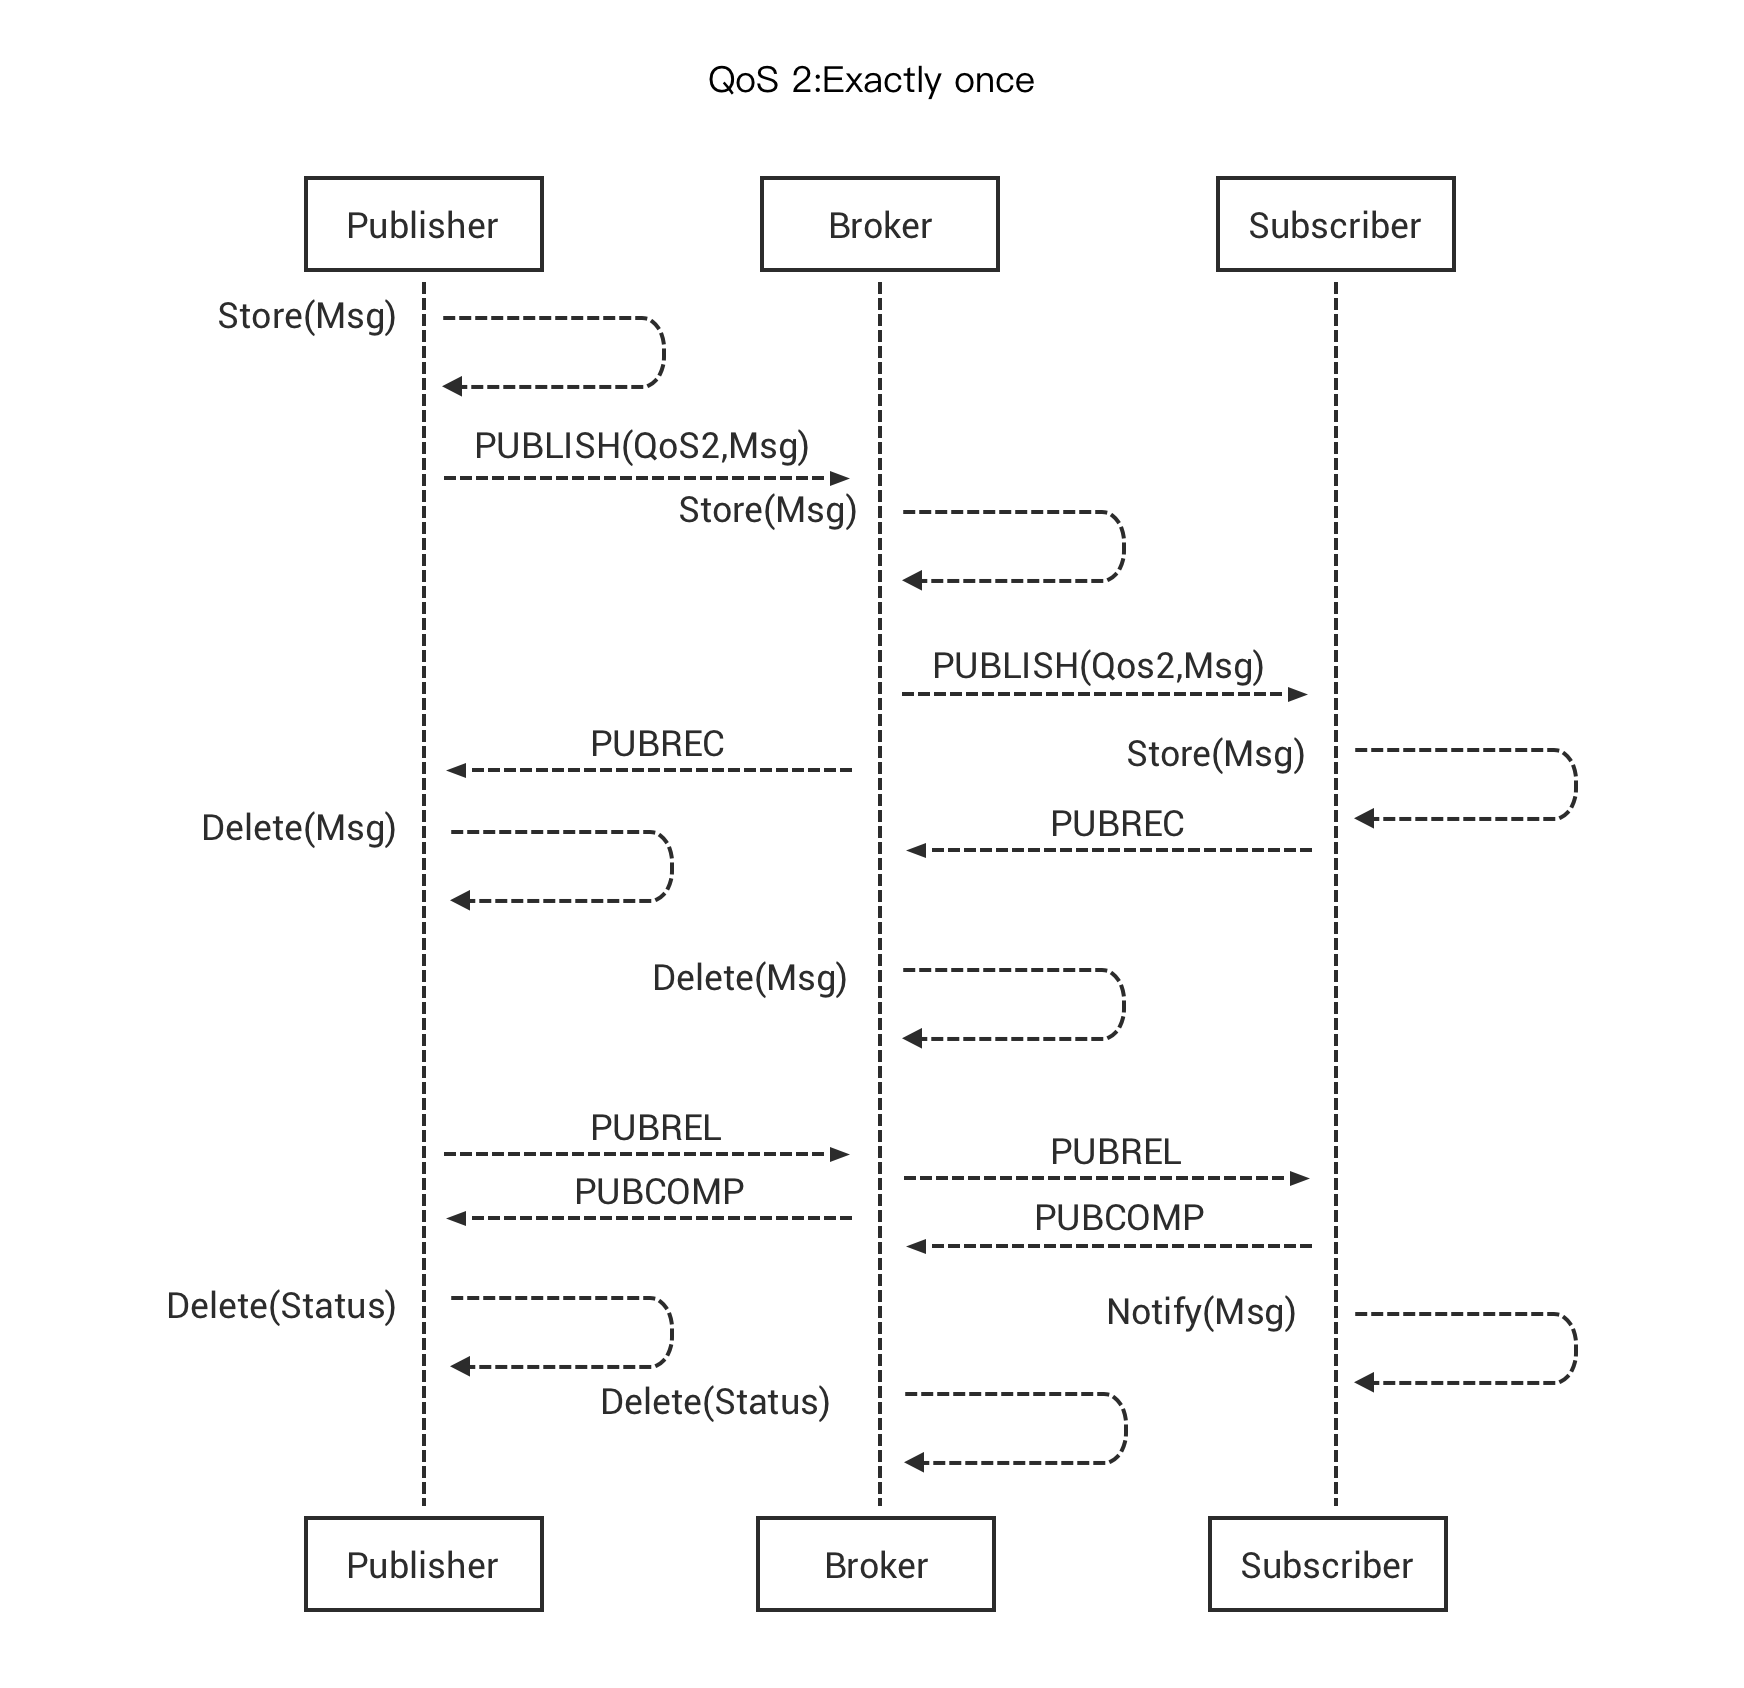 QoS 2:Exactly once
Publisher
Broker
Subscriber
Store(Msg)
PUBLISH(QoS2,Msg)
Store(Msg)
PUBLISH(Qos2,Msg)
PUBREC
Store(Msg)
PUBREC
Delete(Msg)
Delete(Msg)
PUBREL
PUBREL
PUBCOMP
PUBCOMP
Delete(Status)
Notify(Msg)
Delete(Status)
Publisher
Broker
Subscriber